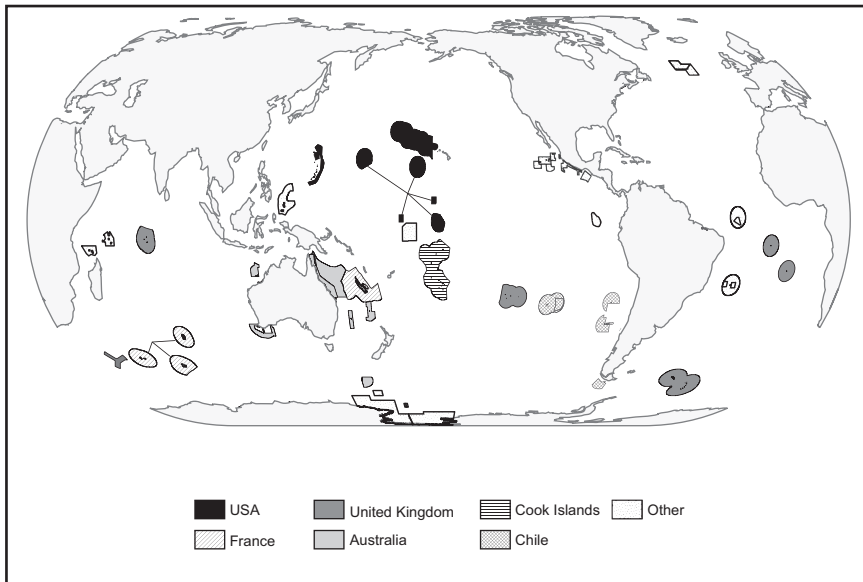 USA
United Kingdom
Cook Islands
Other
France
Australia
Chile